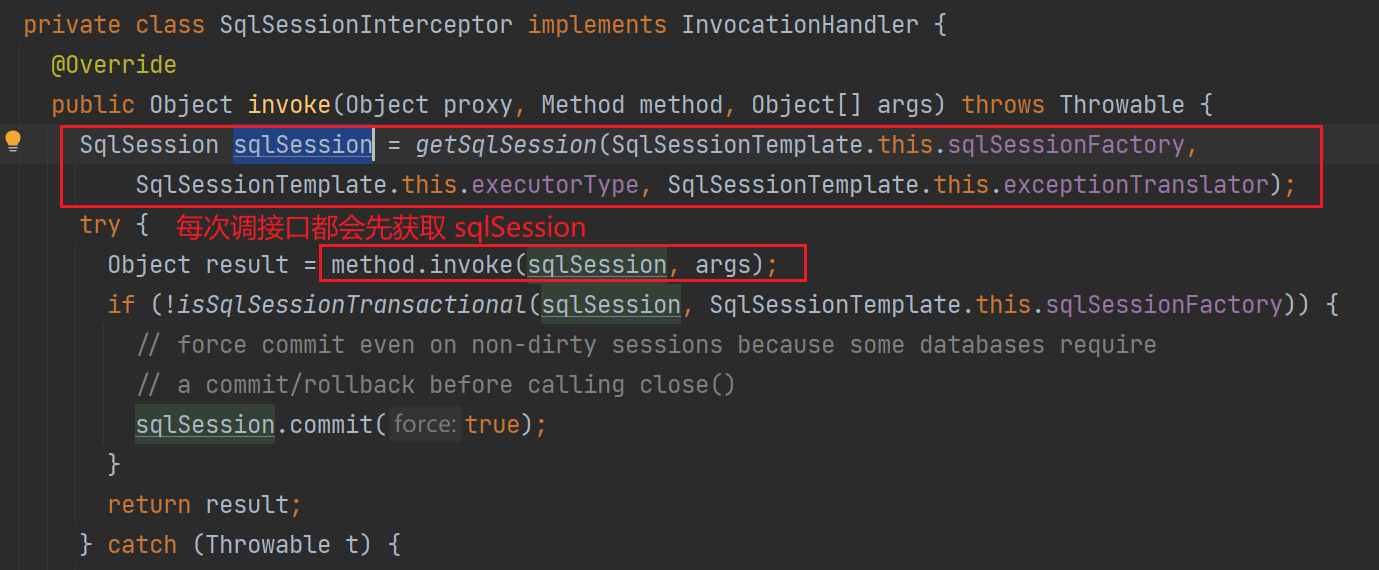 private class SqlSessionInterceptor implements InvocationHandler {
@Override
public Object invoke(Object proxy, Method method, Object[] args) throws Throwable {
SqlSession sqlSession = getSqlSession(SqlSessionTemplate.this.sqlSessionFactory,
SqlSessionTemplate.this.executorType, SqlSessionTemplate.this.exceptionTranslator);
try { 每次调接口都会先获取 sqlSession
Object result = method.invoke(sqlSession, args);
if (!isSqlSessionTransactional(sqlSession, SqlSessionTemplate.this.sqlSessionFactory)) {
// force commit even on non-dirty sessions because some databases require
// a commit/rollback before calling close()
sqlSession.commit( force: true);
}
return result;
} catch (Throwable t) {